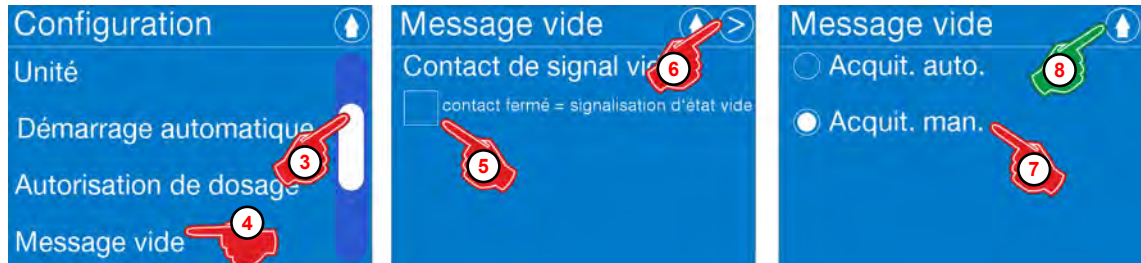 Configuration
Unité
Démarrage automatique
3
Autorisation de dosage
4
Message vide
Message vide
>
Contact de signal vi
6
contact fermé = signalisation d'état vide
5
Message vide
Acquit. auto.
8
Acquit. man.
7